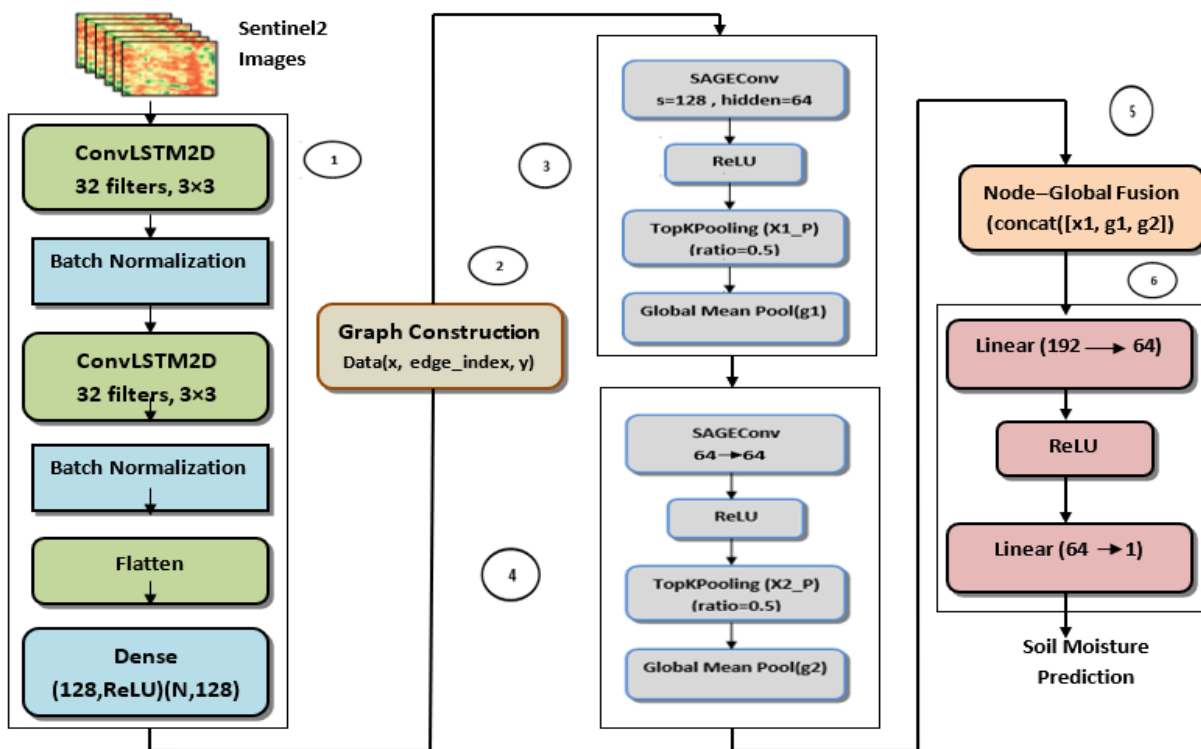 Sentinel2
Images
ConvLSTM2D
32 filters, 3×3
1
Batch Normalization
ConvLSTM2D
32 filters, 3×3
Batch Normalization
Flatten
Dense
(128,ReLU)(N,128)
2
Graph Construction
Data(x, edge_index, y)
3
SAGEConv
s=128 , hidden=64
ReLU
TopKPooling (X1_P)
(ratio=0.5)
Global Mean Pool(g1)
4
SAGEConv
64→64
ReLU
TopKPooling (X2_P)
(ratio=0.5)
Global Mean Pool(g2)
5
Node–Global Fusion
(concat([x1, g1, g2])
6
Linear (192 → 64)
ReLU
Linear (64 → 1)
Soil Moisture
Prediction